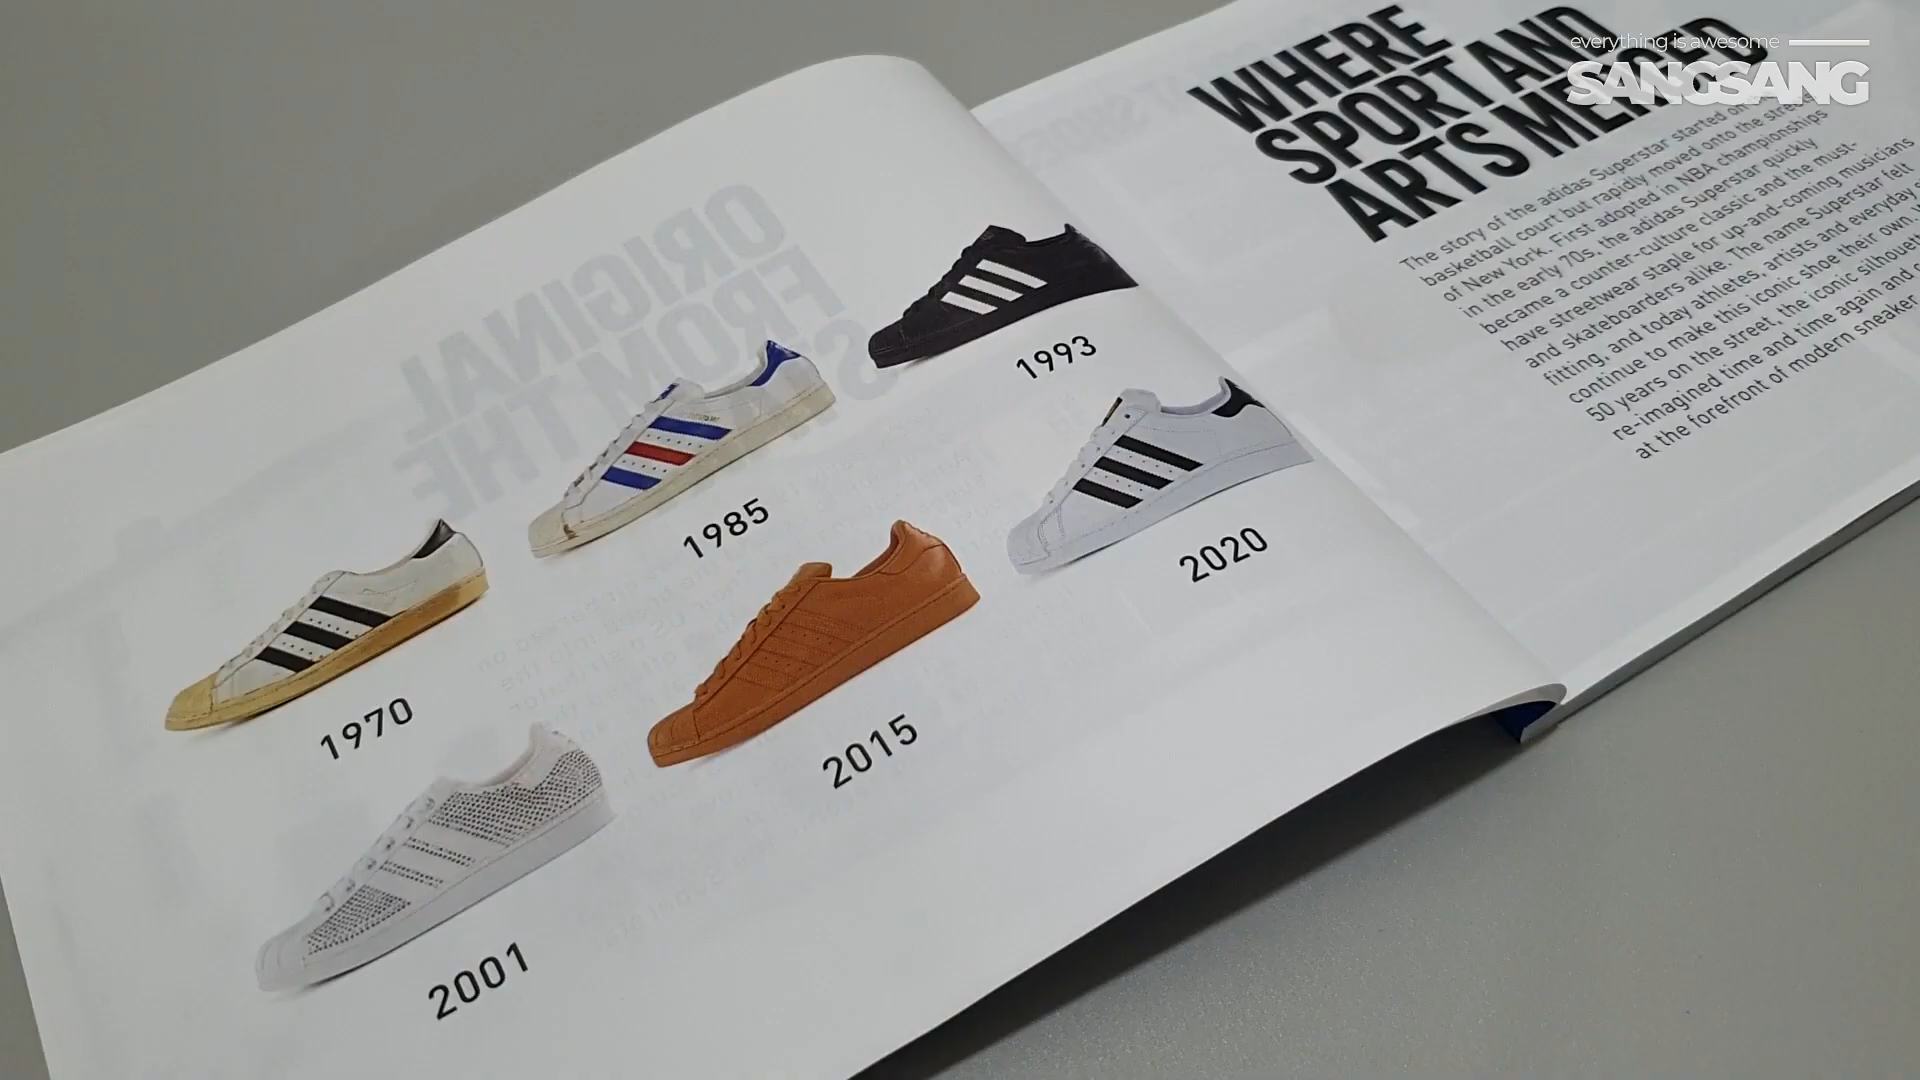 everything is awesome
SANGSANG
WHERE
SPORT AND
ARTS MERGED
The story of the adidas Superstar started on
basketball court but rapidly moved onto the streets
of New York. First adopted in NBA championships
in the early 70s, the adidas Superstar quickly
became a counter-culture classic and the must-
have streetwear staple for up-and-coming musicians
and skateboarders alike. The name Superstar felt
fitting, and today athletes, artists and everyday
continue to make this iconic shoe their own.
50 years on the street, the iconic silhouette
re-imagined time and time again and
at the forefront of modern sneaker
1993
1985
2020
1970
2015
2001
ORIGINAL
FROM THE